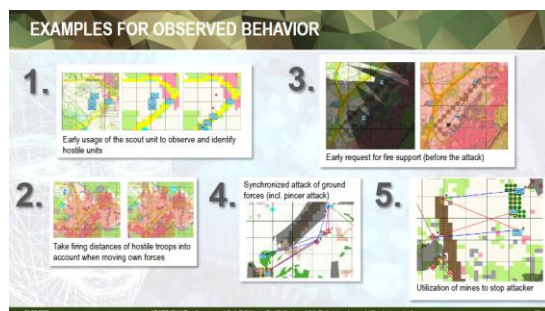 EXAMPLES FOR OBSERVED BEHAVIOR
1.
Early usage of the scout unit to observe and identify
hostile units
2.
Take firing distances of hostile troops into
account when moving own forces
3.
Early request for fire support (before the attack)
4.
Synchronized attack of ground
forces (incl. pincer attack)
5.
Utilization of mines to stop attacker